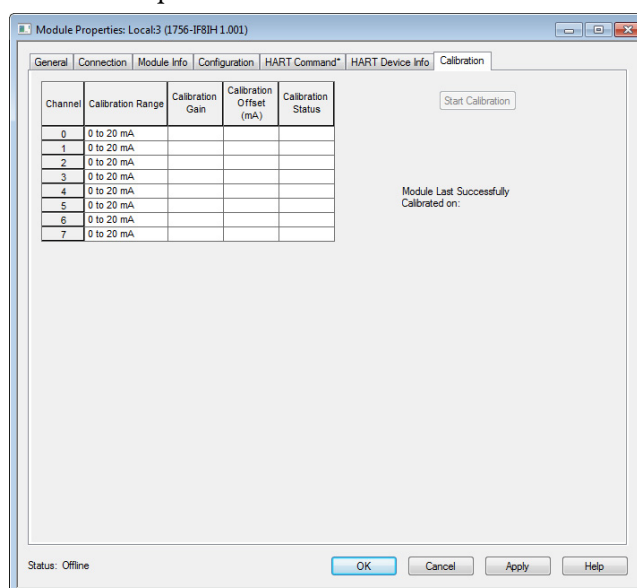 Module Properties: Local:3 (1756-IF8IH 1.001)
General Connection Module Info Configuration HART Command* HART Device Info Calibration
Channel Calibration Range Calibration Gain Calibration Offset (mA) Calibration Status
Start Calibration
0 0 to 20 mA
1 0 to 20 mA
2 0 to 20 mA
3 0 to 20 mA
4 0 to 20 mA
5 0 to 20 mA
6 0 to 20 mA
7 0 to 20 mA
Module Last Successfully
Calibrated on:
Status: Offline
OK Cancel Apply Help